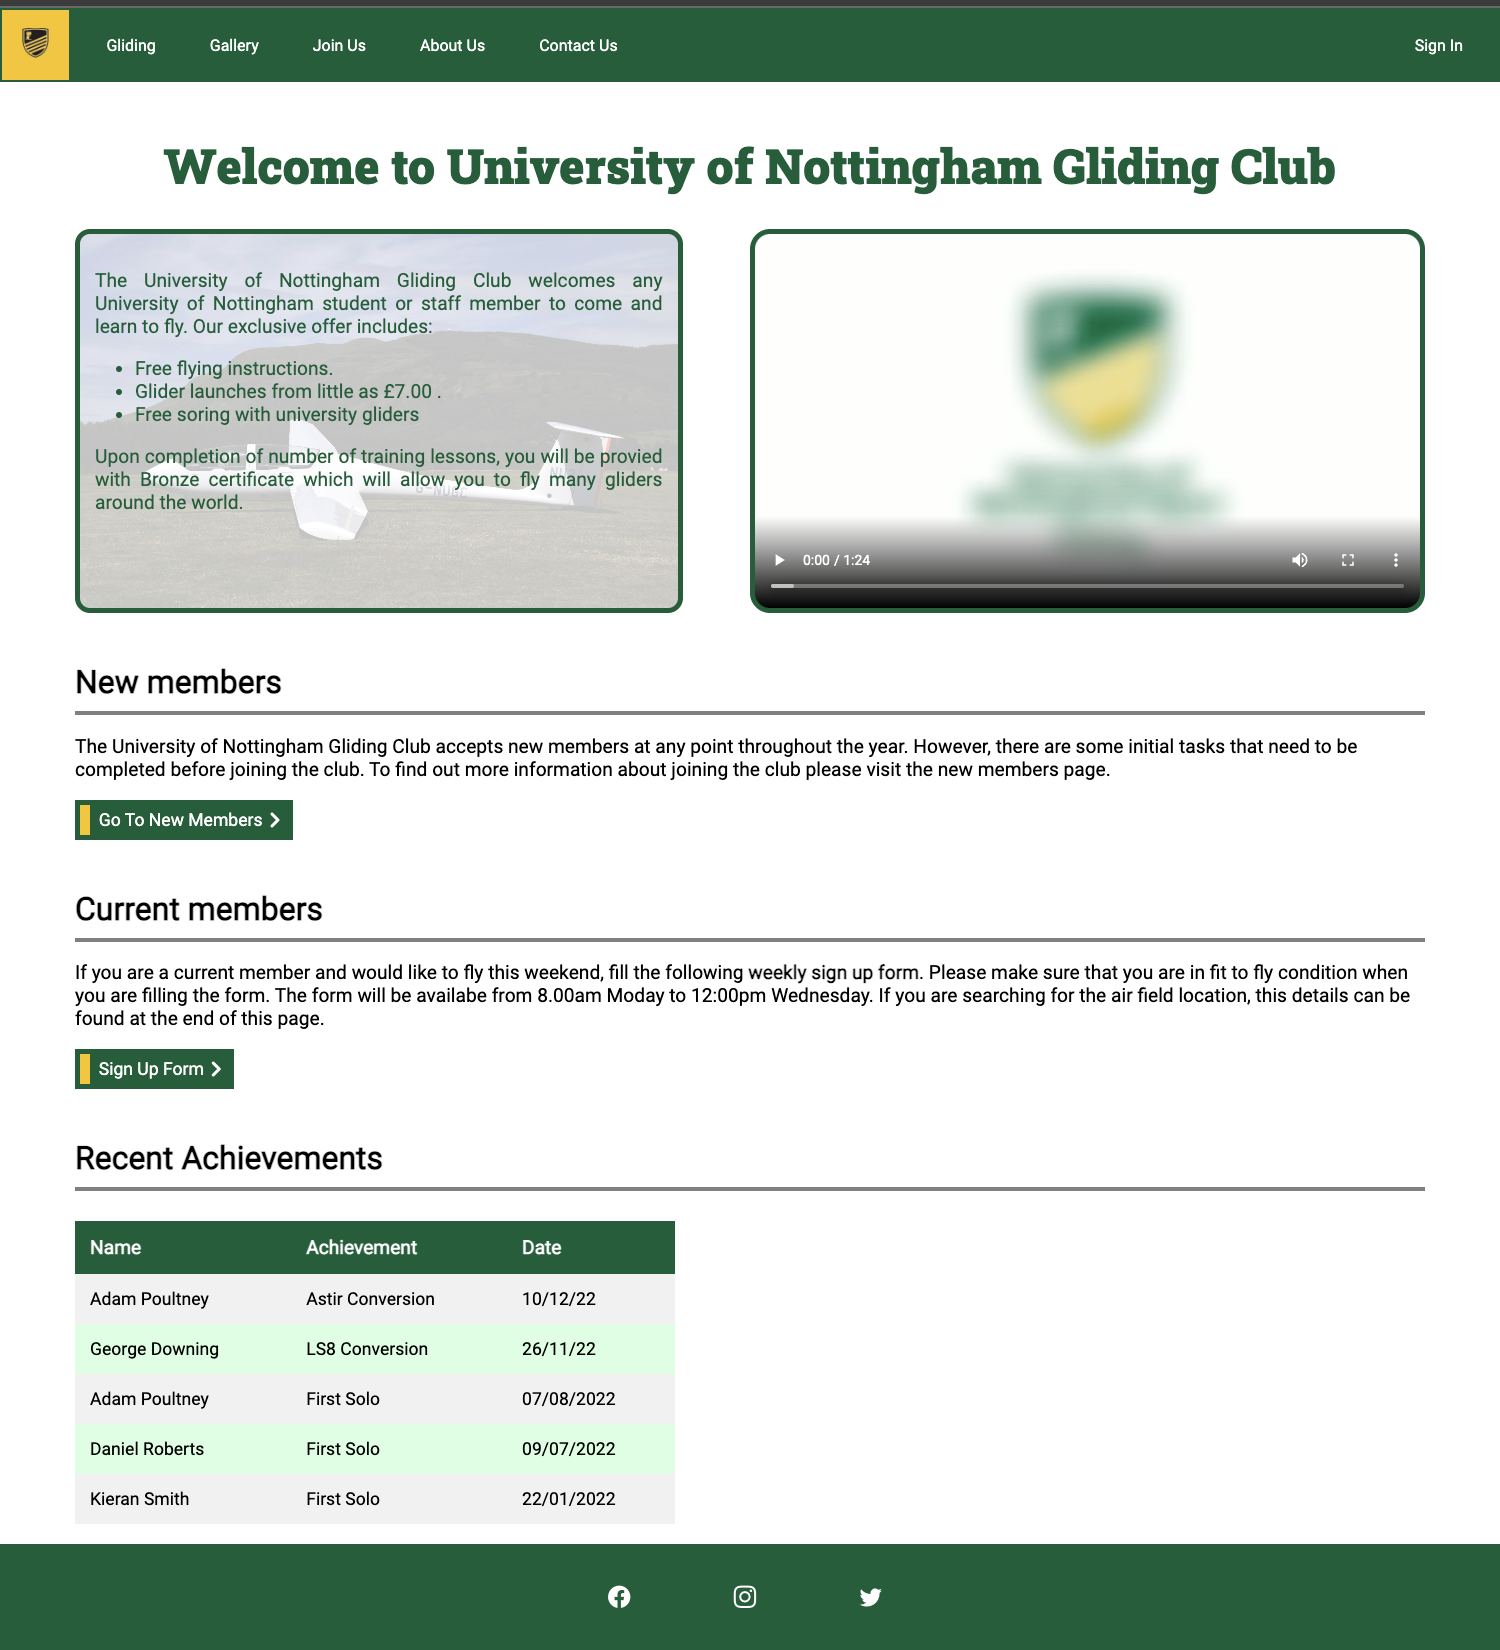 Gliding Gallery Join Us About Us Contact Us Sign In
Welcome to University of Nottingham Gliding Club
The University of Nottingham Gliding Club welcomes any
University of Nottingham student or staff member to come and
learn to fly. Our exclusive offer includes:
• Free flying instructions.
• Glider launches from little as £7.00 .
• Free soring with university gliders
Upon completion of number of training lessons, you will be provied
with Bronze certificate which will allow you to fly many gliders
around the world.
0:00 / 1:24
New members
The University of Nottingham Gliding Club accepts new members at any point throughout the year. However, there are some initial tasks that need to be
completed before joining the club. To find out more information about joining the club please visit the new members page.
Go To New Members
Current members
If you are a current member and would like to fly this weekend, fill the following weekly sign up form. Please make sure that you are in fit to fly condition when
you are filling the form. The form will be availabe from 8.00am Moday to 12:00pm Wednesday. If you are searching for the air field location, this details can be
found at the end of this page.
Sign Up Form
Recent Achievements
Name Achievement Date
Adam Poultney Astir Conversion 10/12/22
George Downing LS8 Conversion 26/11/22
Adam Poultney First Solo 07/08/2022
Daniel Roberts First Solo 09/07/2022
Kieran Smith First Solo 22/01/2022